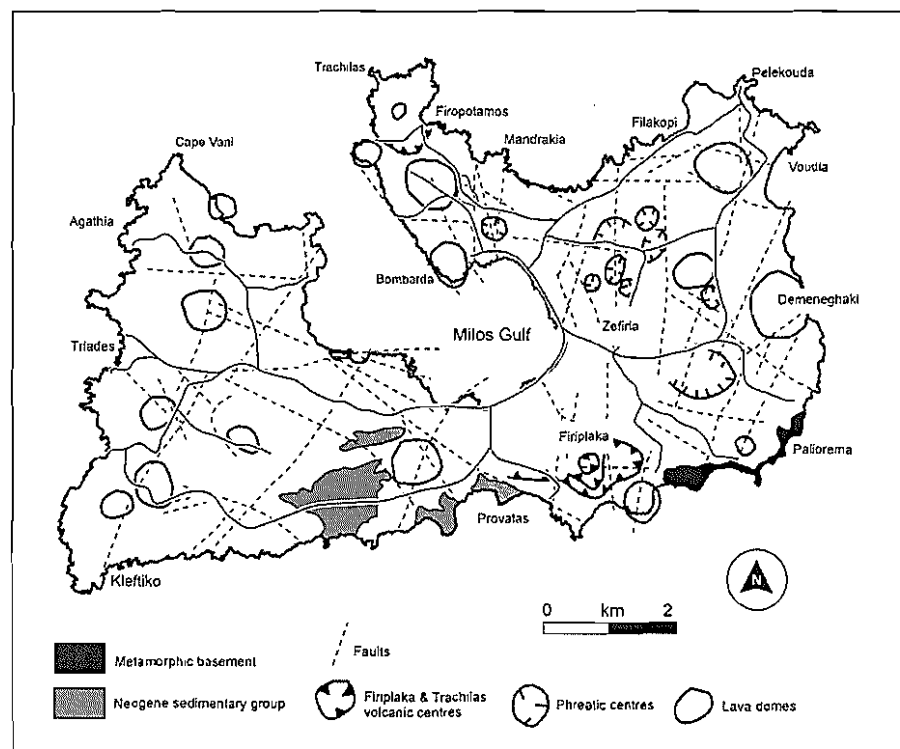 Trachilas
Pelekouda
Firopotamos
Filakopi
Mandrakia
Cape Vani
Voudia
Agathia
Bombarda
Demeneghaki
Milos Gulf
Zefiria
Triades
Firiplaka
Paliorema
Provatas
Kleftiko
N
0 km 2
Metamorphic basement
Faults
Neogene sedimentary group
Firiplaka & Trachilas
volcanic centres
Phreatic centres
Lava domes